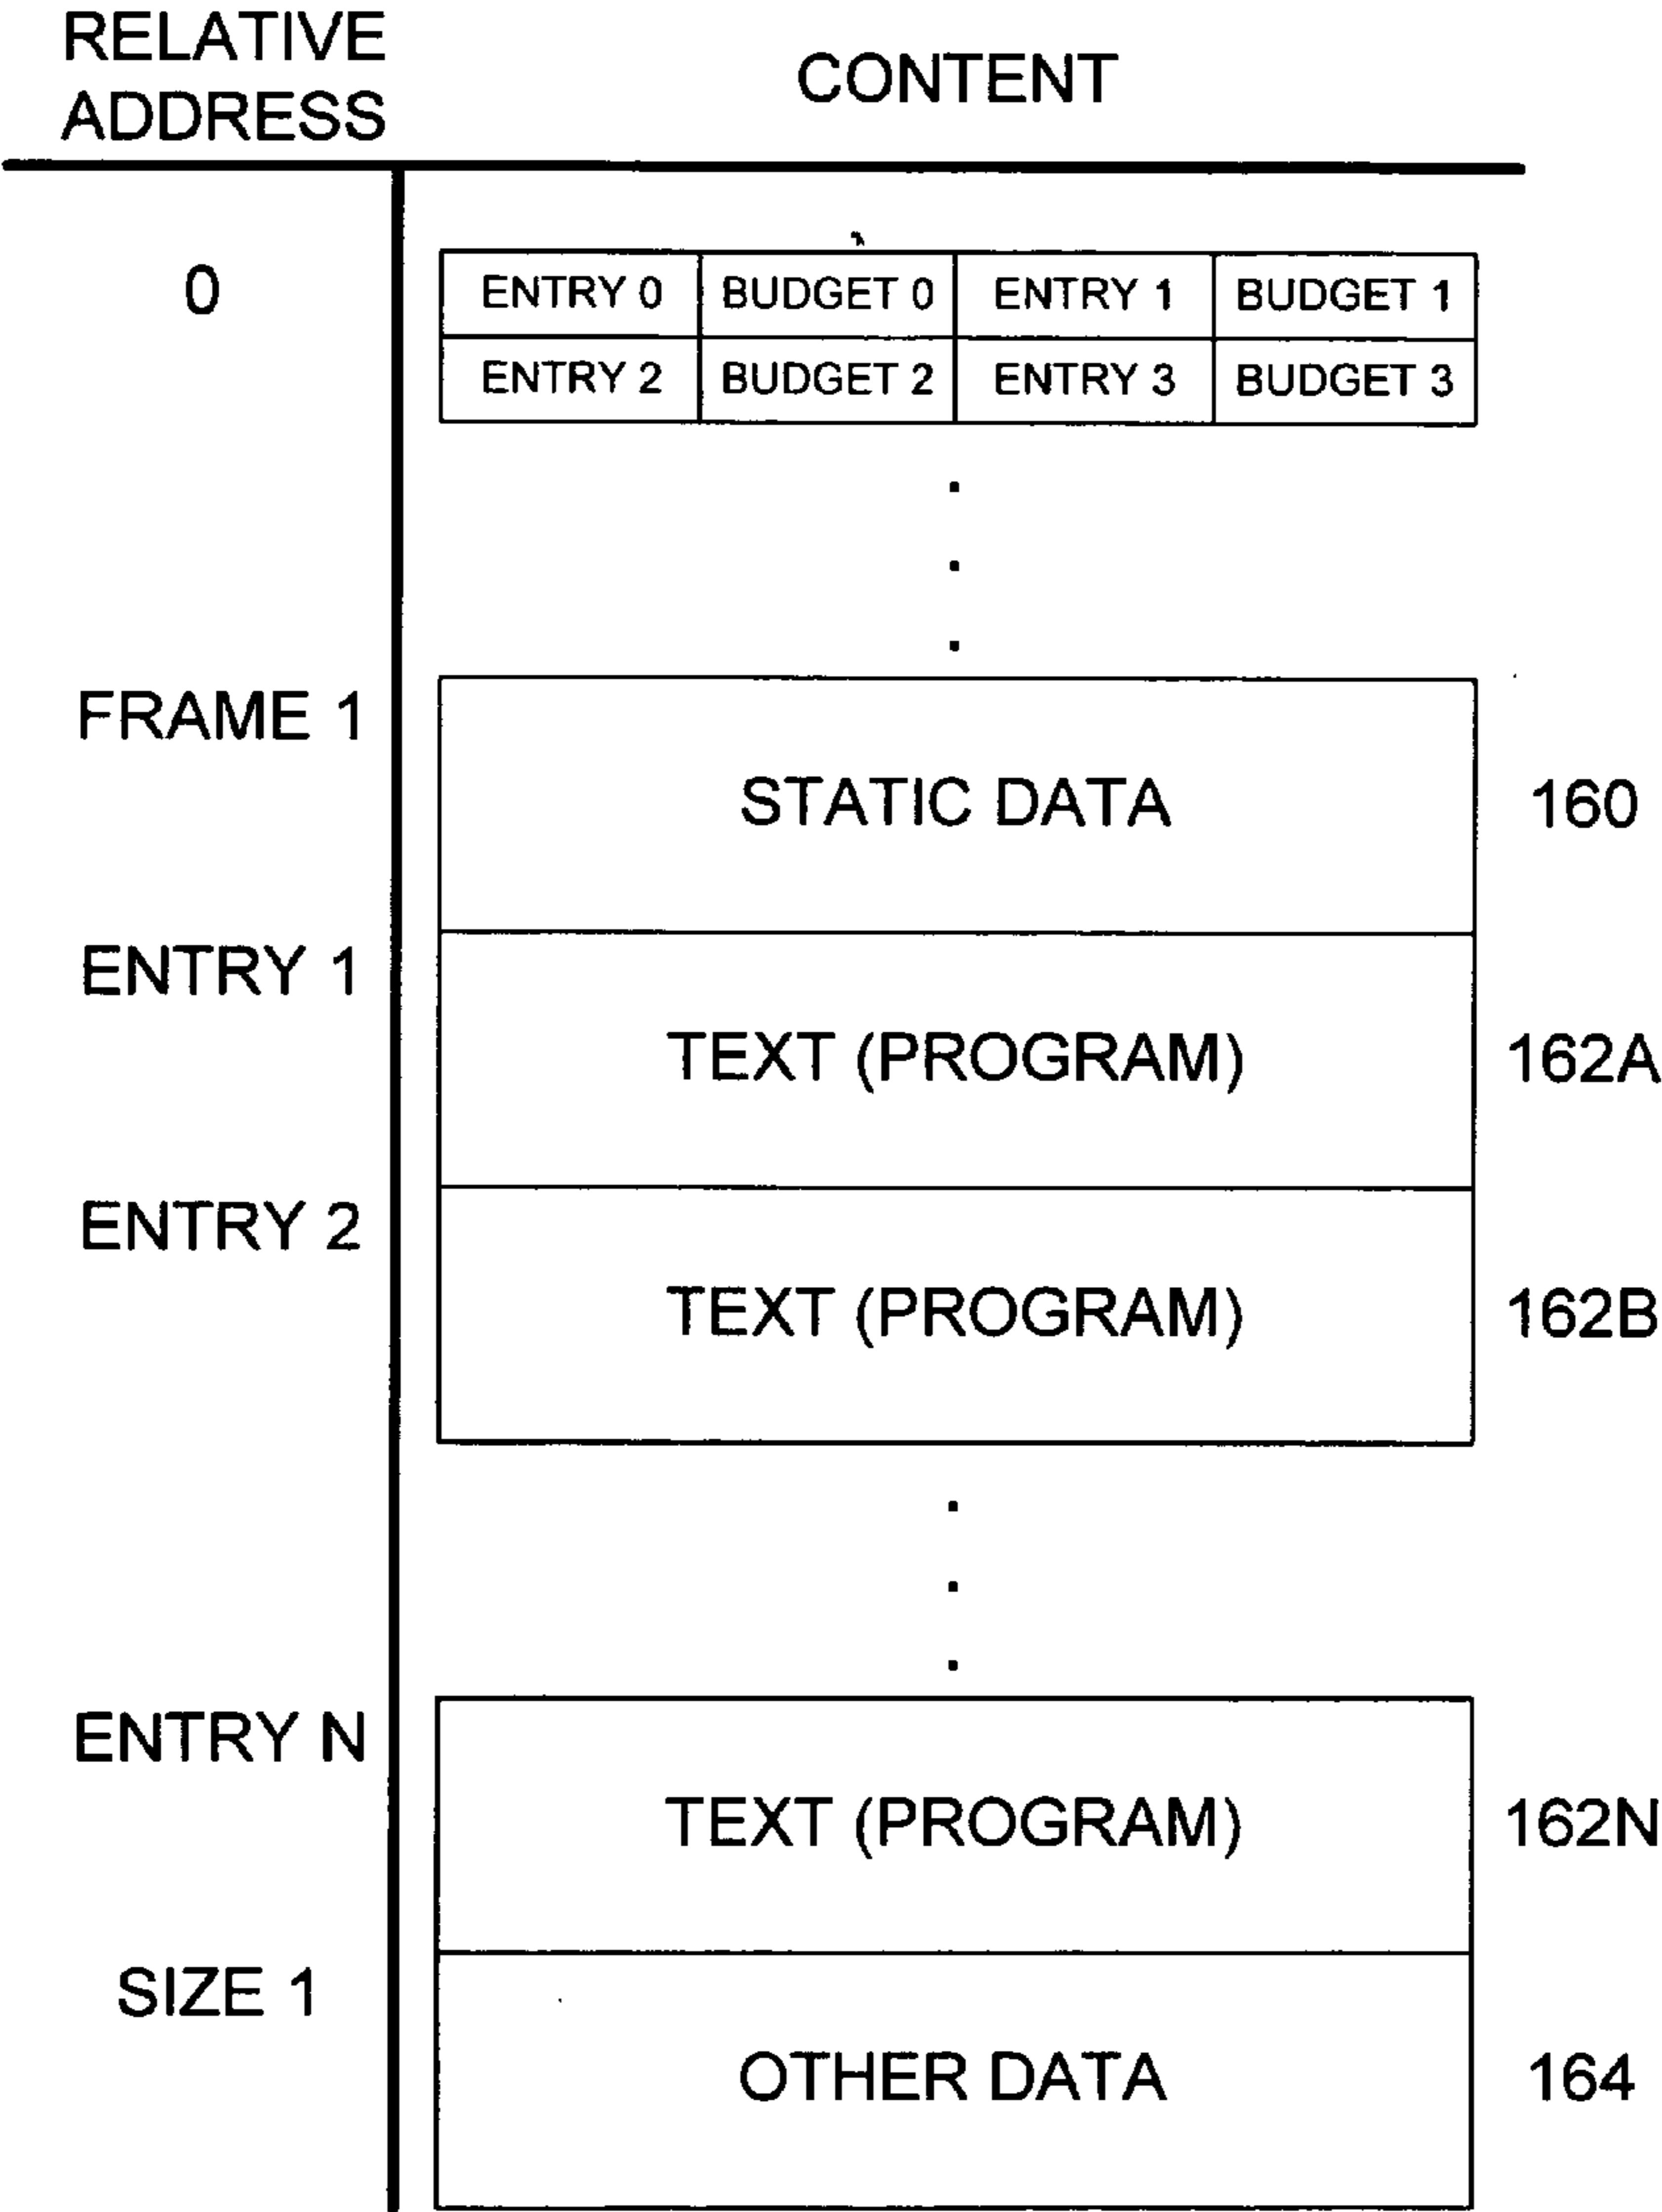 RELATIVE
ADDRESS
CONTENT
0
ENTRY 0 BUDGET 0 ENTRY 1 BUDGET 1
ENTRY 2 BUDGET 2 ENTRY 3 BUDGET 3
FRAME 1
STATIC DATA 160
ENTRY 1
TEXT (PROGRAM) 162A
ENTRY 2
TEXT (PROGRAM) 162B
ENTRY N
TEXT (PROGRAM) 162N
SIZE 1
OTHER DATA 164